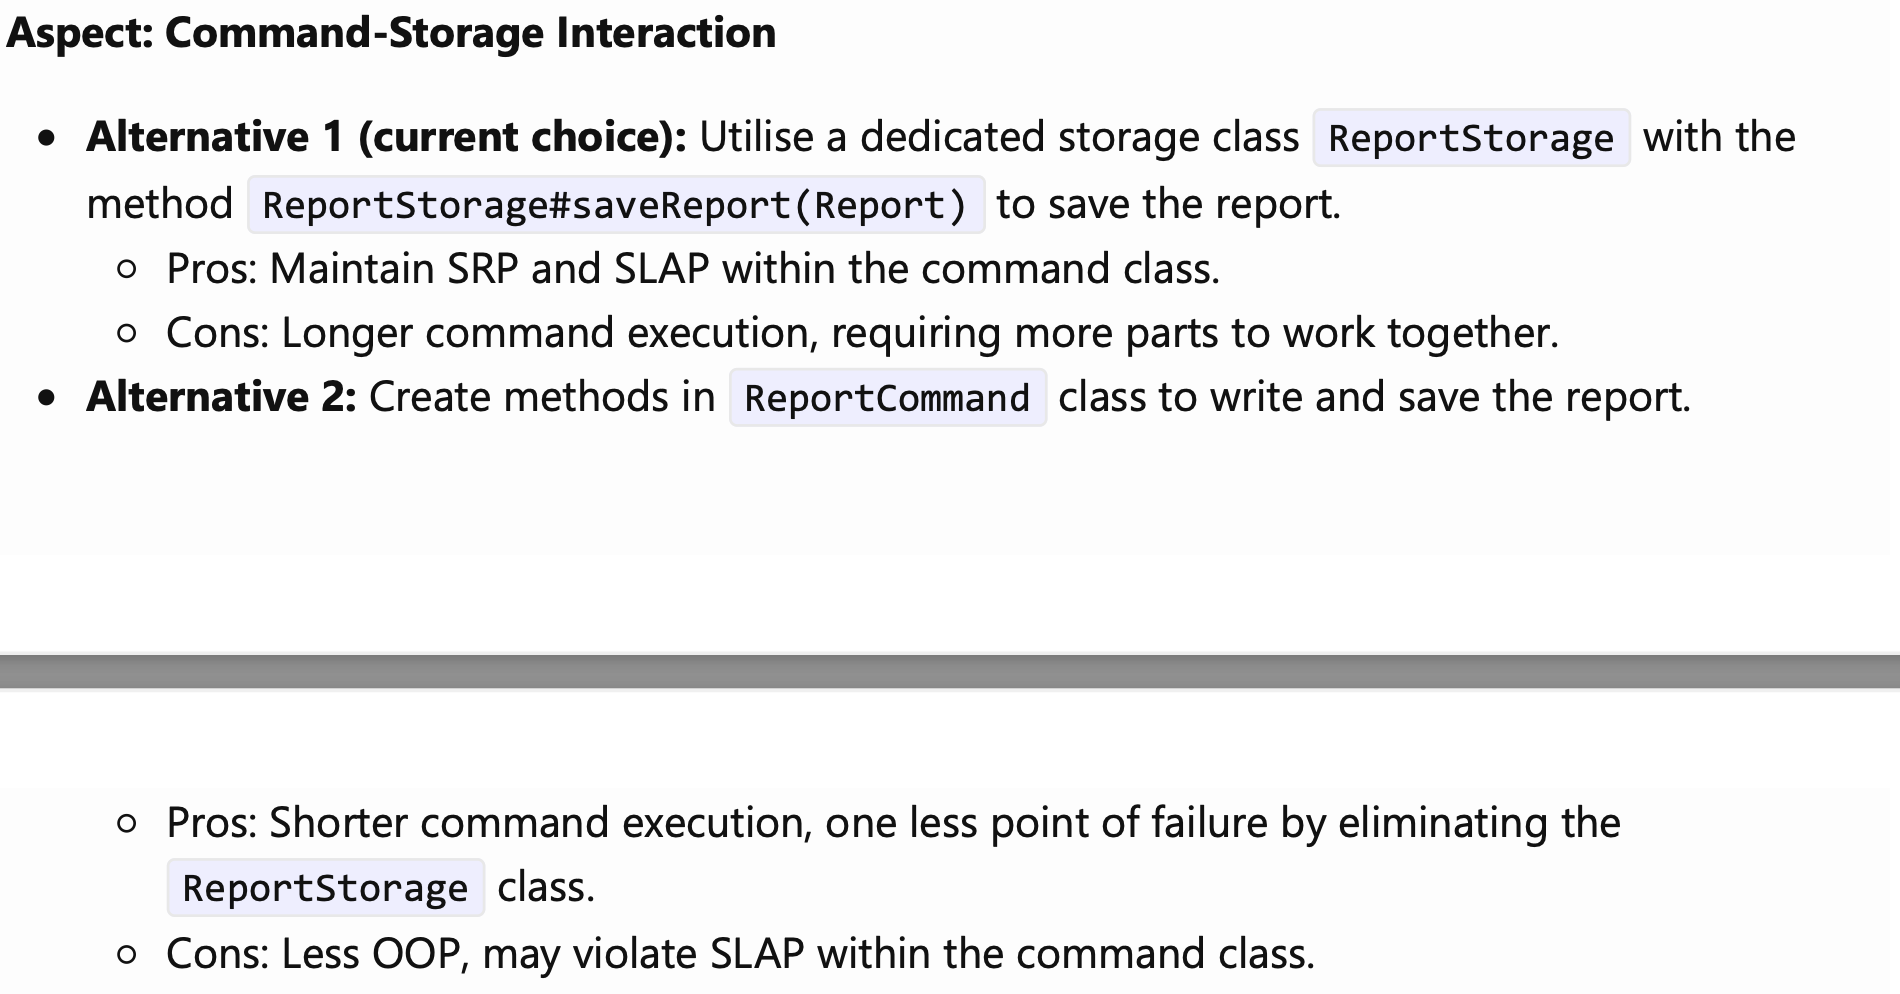 Aspect: Command-Storage Interaction
Alternative 1 (current choice): Utilise a dedicated storage class ReportStorage with the
method ReportStorage#saveReport(Report) to save the report.
Pros: Maintain SRP and SLAP within the command class.
Cons: Longer command execution, requiring more parts to work together.
Alternative 2: Create methods in ReportCommand class to write and save the report.
Pros: Shorter command execution, one less point of failure by eliminating the
ReportStorage class.
Cons: Less OOP, may violate SLAP within the command class.